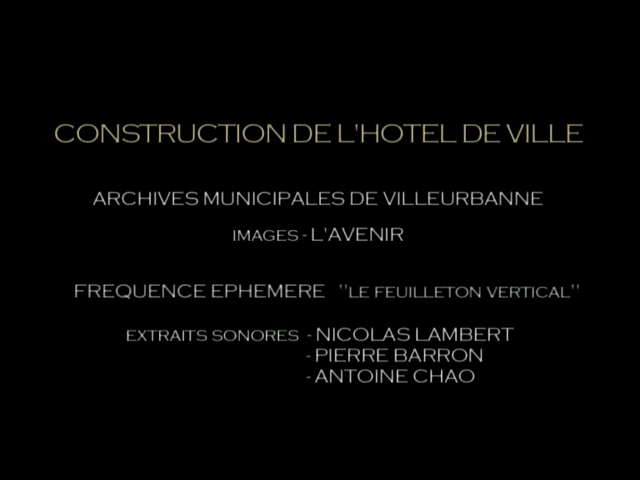 CONSTRUCTION DE L'HOTEL DE VILLE
ARCHIVES MUNICIPALES DE VILLEURBANNE
IMAGES - L'AVENIR
FREQUENCE EPHEMERE "LE FEUILLETON VERTICAL"
EXTRAITS SONORES - NICOLAS LAMBERT
- PIERRE BARRON
- ANTOINE CHAO